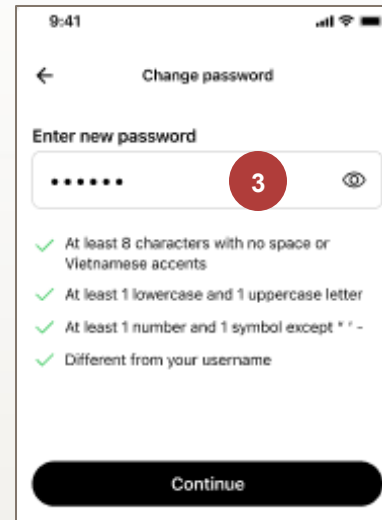 9:41
Change password
Enter new password
3
At least 8 characters with no space or
Vietnamese accents
At least 1 lowercase and 1 uppercase letter
At least 1 number and 1 symbol except * ' -
Different from your username
Continue